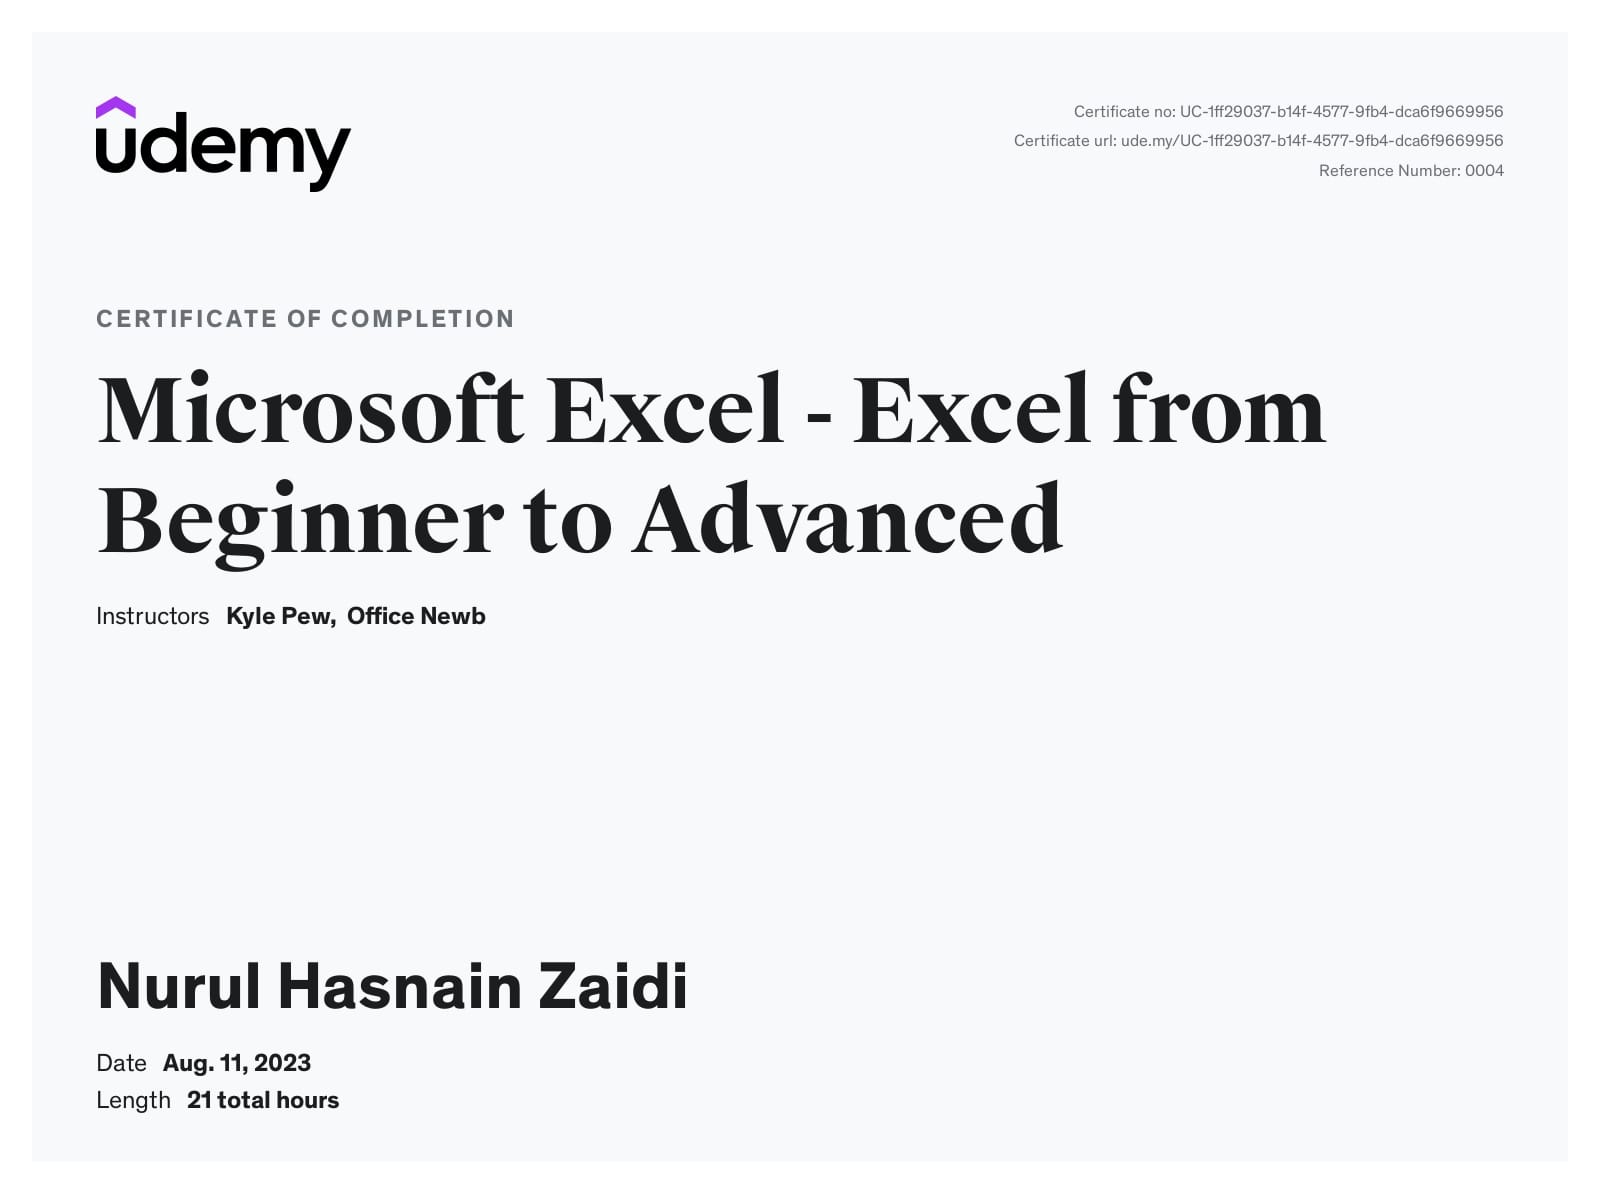 udemy
Certificate no: UC-1ff29037-b14f-4577-9fb4-dca6f9669956
Certificate url: ude.my/UC-1ff29037-b14f-4577-9fb4-dca6f9669956
Reference Number: 0004
CERTIFICATE OF COMPLETION
Microsoft Excel - Excel from
Beginner to Advanced
Instructors Kyle Pew, Office Newb
Nurul Hasnain Zaidi
Date Aug. 11, 2023
Length 21 total hours